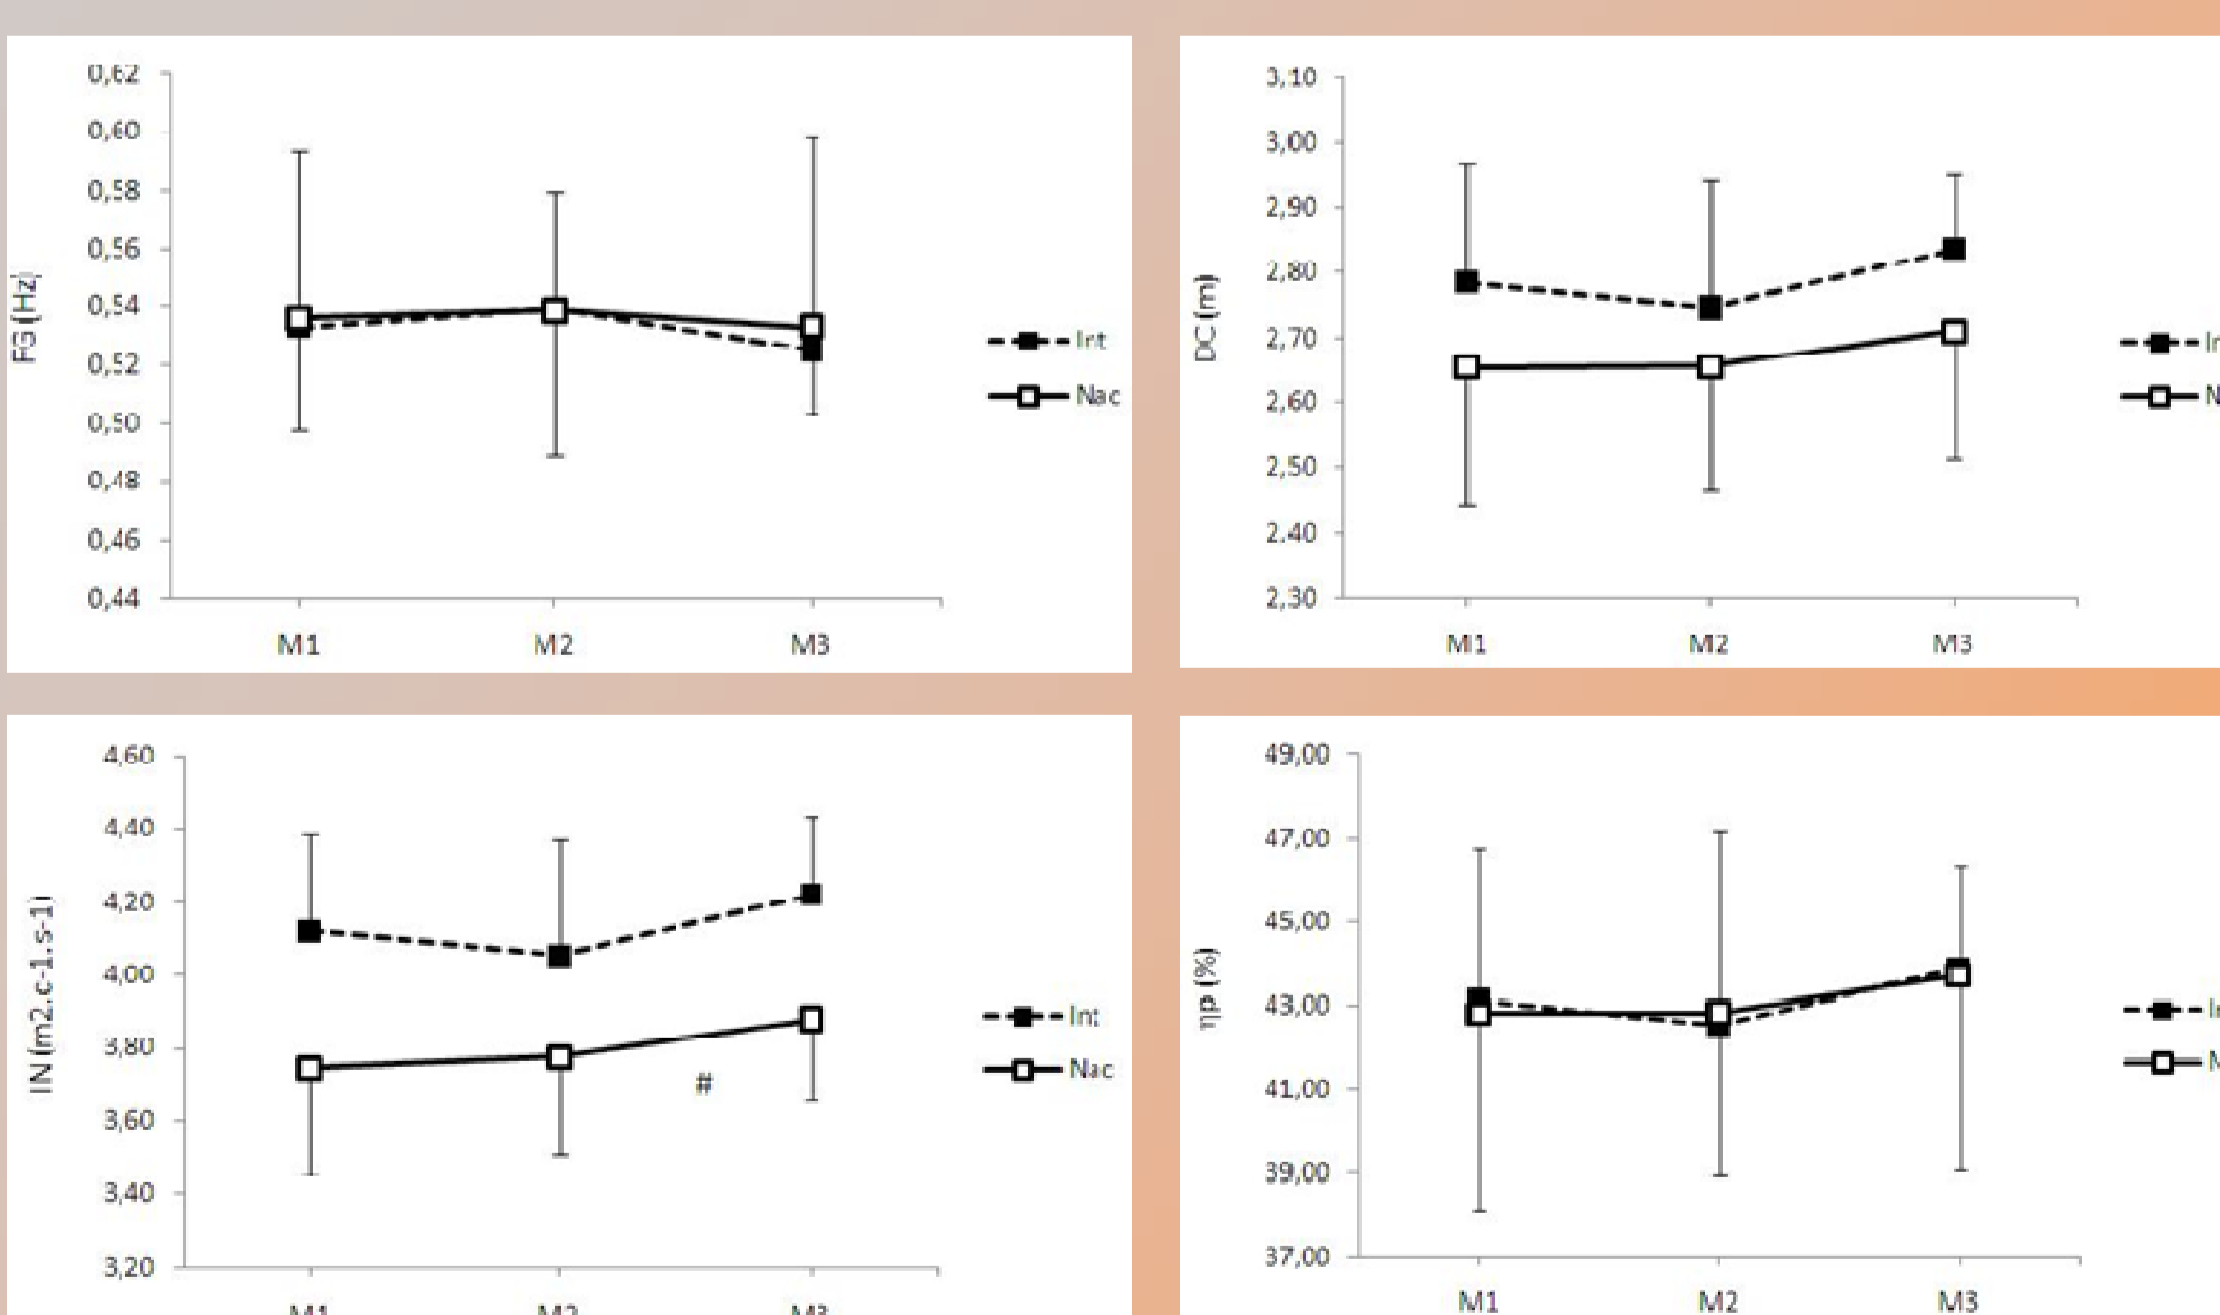 0,62
0,60
0,58
0,56
0,54
0,52
0,50
0,48
0,46
0,44
FG (Hz)
M1 M2 M3
Int
Nac
3,10
3,00
2,90
2,80
2,70
2,60
2,50
2,40
2,30
DC (m)
M1 M2 M3
4,60
4,40
4,20
4,00
3,80
3,60
3,40
3,20
IN (m2.c-1.s-1)
#
M1 M2 M3
Int
Nac
49,00
47,00
45,00
43,00
41,00
39,00
37,00
ηp (%)
M1 M2 M3